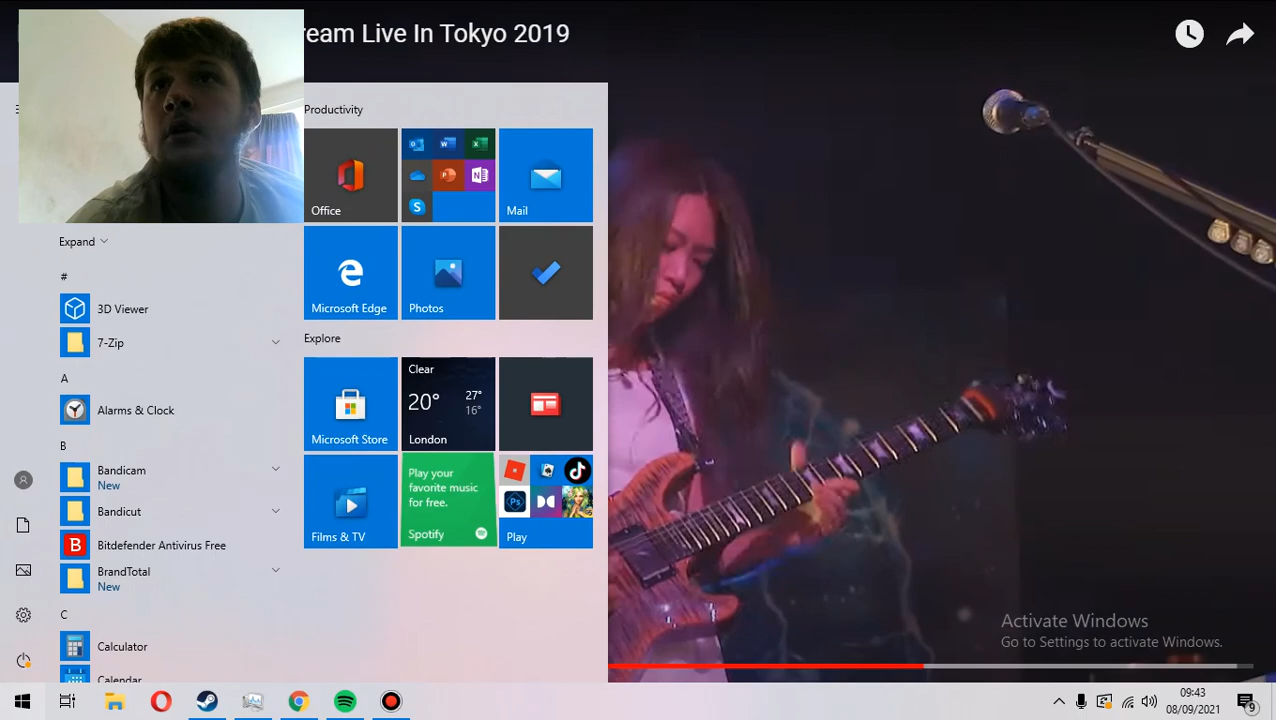 ream Live In Tokyo 2019
Productivity
Office
Mail
Expand
Microsoft Edge
Photos
#
3D Viewer
7-Zip
Explore
A
Alarms & Clock
Clear
20°
27°
16°
Microsoft Store
London
B
Bandicam
New
Bandicut
Bitdefender Antivirus Free
BrandTotal
New
Play your
favorite music
for free.
Films & TV
Spotify
Play
C
Calculator
Calendar
Activate Windows
Go to Settings to activate Windows.
09:43
08/09/2021
9